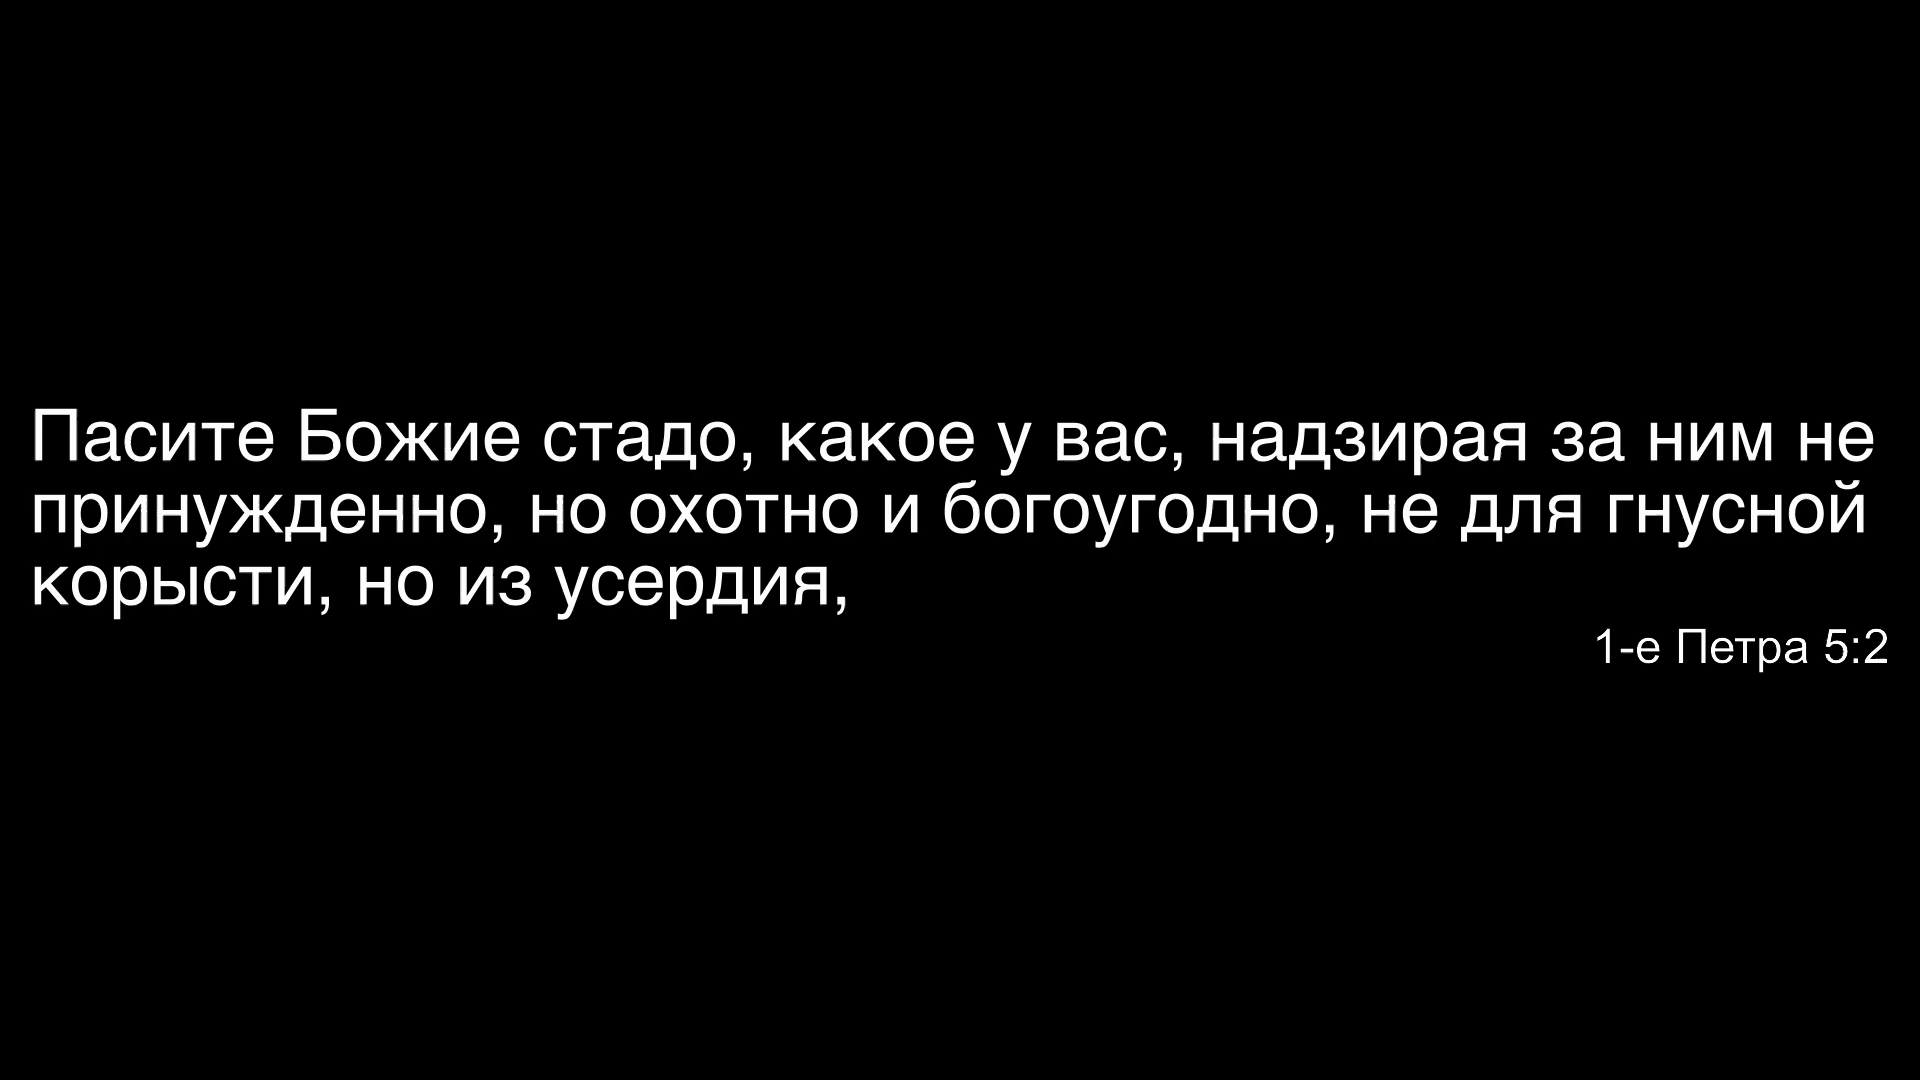 Пасите Божие стадо, какое у вас, надзирая за ним не
принужденно, но охотно и богоугодно, не для гнусной
корысти, но из усердия,
1-е Петра 5:2